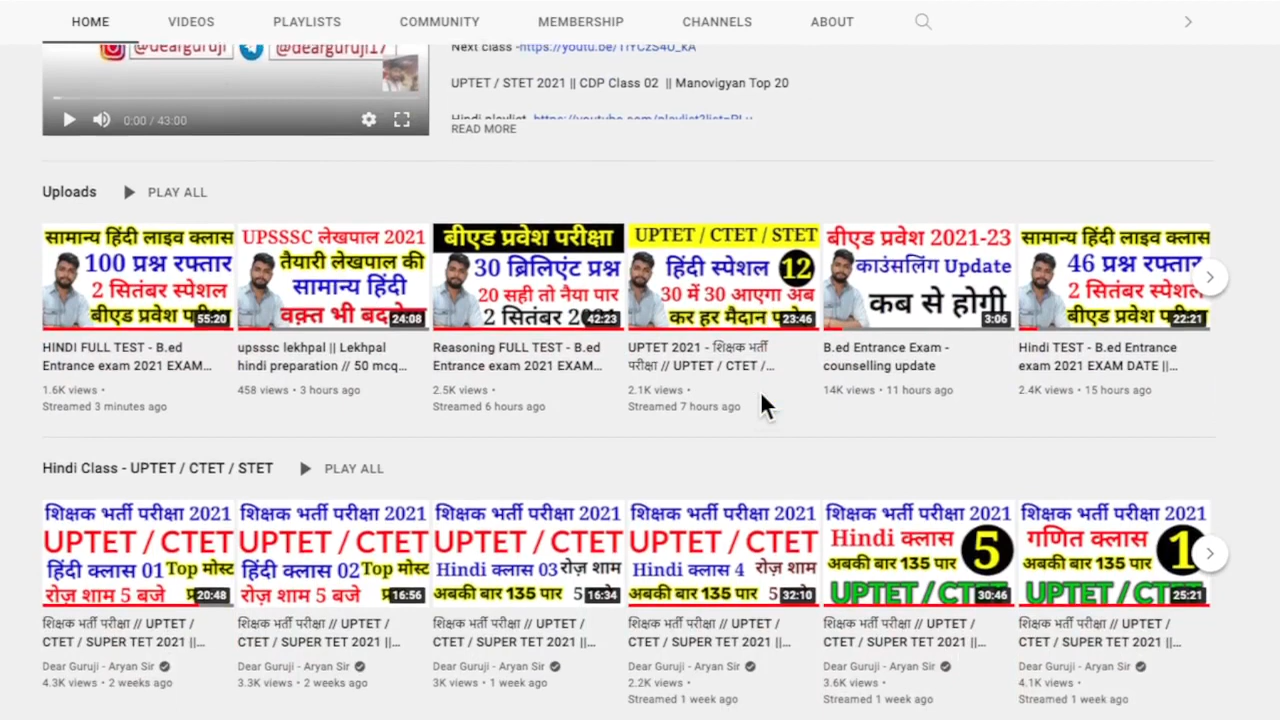 HOME VIDEOS PLAYLISTS COMMUNITY MEMBERSHIP CHANNELS ABOUT
@dearguruji @dearguruji17
0:00 / 43:00
UPTET / STET 2021 || CDP Class 02 || Manovigyan Top 20
READ MORE
Uploads PLAY ALL
सामान्य हिंदी लाइव क्लास
100 प्रश्न रफ्तार
2 सितंबर स्पेशल
बीएड प्रवेश
55:20
HINDI FULL TEST - B.ed
Entrance exam 2021 EXAM...
1.6K views •
Streamed 3 minutes ago
UPSSSC लेखपाल 2021
तैयारी लेखपाल की
सामान्य हिंदी
वक़्त भी
24:08
upsssc lekhpal || Lekhpal
hindi preparation // 50 mcq...
458 views • 3 hours ago
बीएड प्रवेश परीक्षा
30 ब्रिलिएंट प्रश्न
20 सही तो नैया पार
2 सितंबर
42:23
Reasoning FULL TEST - B.ed
Entrance exam 2021 EXAM...
2.5K views •
Streamed 6 hours ago
UPTET / CTET / STET
हिंदी स्पेशल 12
30 में 30 आएगा अब
कर हर मैदान
23:46
UPTET 2021 - शिक्षक भर्ती
परीक्षा // UPTET / CTET /...
2.1K views •
Streamed 7 hours ago
बीएड प्रवेश 2021-23
काउंसलिंग Update
कब से होगी
3:06
B.ed Entrance Exam -
counselling update
14K views • 11 hours ago
सामान्य हिंदी लाइव क्लास
46 प्रश्न रफ्तार
2 सितंबर स्पेशल
बीएड प्रवेश
22:21
Hindi TEST - B.ed Entrance
exam 2021 EXAM DATE ||...
2.4K views • 15 hours ago
Hindi Class - UPTET / CTET / STET PLAY ALL
शिक्षक भर्ती परीक्षा 2021
UPTET / CTET
हिंदी क्लास 01 Top मोस्ट
रोज़ शाम 5 बजे
20:48
शिक्षक भर्ती परीक्षा // UPTET /
CTET / SUPER TET 2021 ||...
Dear Guruji - Aryan Sir
4.3K views • 2 weeks ago
शिक्षक भर्ती परीक्षा 2021
UPTET / CTET
हिंदी क्लास 02 Top मोस्ट
रोज़ शाम 5 बजे
16:56
शिक्षक भर्ती परीक्षा // UPTET /
CTET / SUPER TET 2021 ||...
Dear Guruji - Aryan Sir
3.3K views • 2 weeks ago
शिक्षक भर्ती परीक्षा 2021
UPTET / CTET
Hindi क्लास 03 रोज़ शाम
अबकी बार 135 पार 5
16:34
शिक्षक भर्ती परीक्षा // UPTET /
CTET / SUPER TET 2021 ||...
Dear Guruji - Aryan Sir
3K views • 1 week ago
शिक्षक भर्ती परीक्षा 2021
UPTET / CTET
Hindi क्लास 4 रोज़ शाम
अबकी बार 135 पार 5
32:10
शिक्षक भर्ती परीक्षा // UPTET /
CTET / SUPER TET 2021 ||...
Dear Guruji - Aryan Sir
2.2K views •
Streamed 1 week ago
शिक्षक भर्ती परीक्षा 2021
Hindi क्लास 5
अबकी बार 135 पार
UPTET / CTET
30:46
शिक्षक भर्ती परीक्षा // UPTET /
CTET / SUPER TET 2021 ||...
Dear Guruji - Aryan Sir
3.6K views •
Streamed 1 week ago
शिक्षक भर्ती परीक्षा 2021
गणित क्लास 1
अबकी बार 135 पार
UPTET / CTET
25:21
शिक्षक भर्ती परीक्षा // UPTET /
CTET / SUPER TET 2021 ||...
Dear Guruji - Aryan Sir
4.1K views •
Streamed 1 week ago